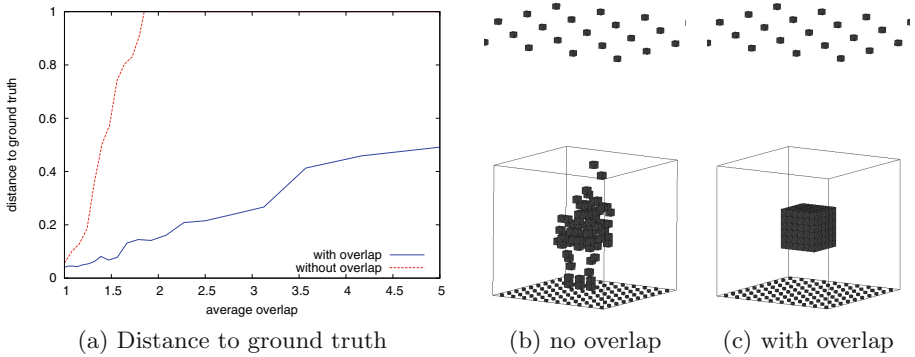 1
0.8
0.6
0.4
0.2
0
distance to ground truth
with overlap
without overlap
1 1.5 2 2.5 3 3.5 4 4.5 5
average overlap
(a) Distance to ground truth
(b) no overlap
(c) with overlap